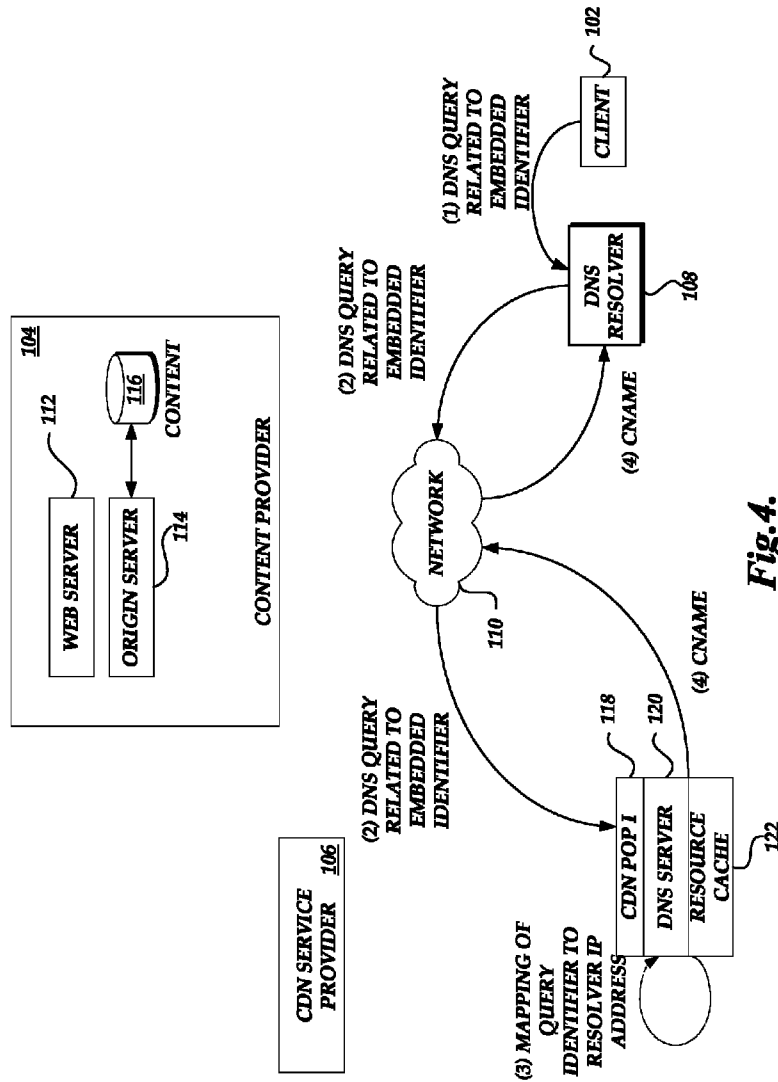 CDN SERVICE
PROVIDER
106
WEB SERVER
112
ORIGIN SERVER
114
116
CONTENT
104
CONTENT PROVIDER
(1) DNS QUERY
RELATED TO
EMBEDDED
IDENTIFIER
CLIENT
102
DNS
RESOLVER
108
(2) DNS QUERY
RELATED TO
EMBEDDED
IDENTIFIER
NETWORK
110
(2) DNS QUERY
RELATED TO
EMBEDDED
IDENTIFIER
CDN POP I
118
DNS SERVER
120
RESOURCE
CACHE
122
(3) MAPPING OF
QUERY
IDENTIFIER TO
RESOLVER IP
ADDRESS
(4) CNAME
(4) CNAME
Fig.4.